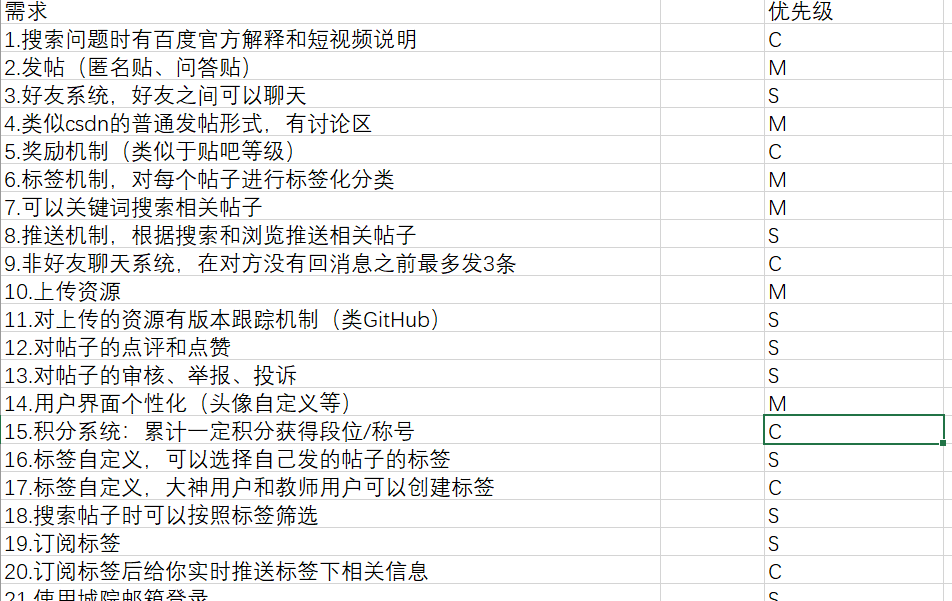 需求 优先级
1.搜索问题时有百度官方解释和短视频说明 C
2.发帖（匿名贴、问答贴） M
3.好友系统，好友之间可以聊天 S
4.类似csdn的普通发帖形式，有讨论区 M
5.奖励机制（类似于贴吧等级） C
6.标签机制，对每个帖子进行标签化分类 M
7.可以关键词搜索相关帖子 M
8.推送机制，根据搜索和浏览推送相关帖子 S
9.非好友聊天系统，在对方没有回消息之前最多发3条 C
10.上传资源 M
11.对上传的资源有版本跟踪机制（类GitHub） S
12.对帖子的点评和点赞 S
13.对帖子的审核、举报、投诉 S
14.用户界面个性化（头像自定义等） M
15.积分系统：累计一定积分获得段位/称号 C
16.标签自定义，可以选择自己发的帖子的标签 S
17.标签自定义，大神用户和教师用户可以创建标签 C
18.搜索帖子时可以按照标签筛选 S
19.订阅标签 S
20.订阅标签后给你实时推送标签下相关信息 C
21.使用城院邮箱登录 S